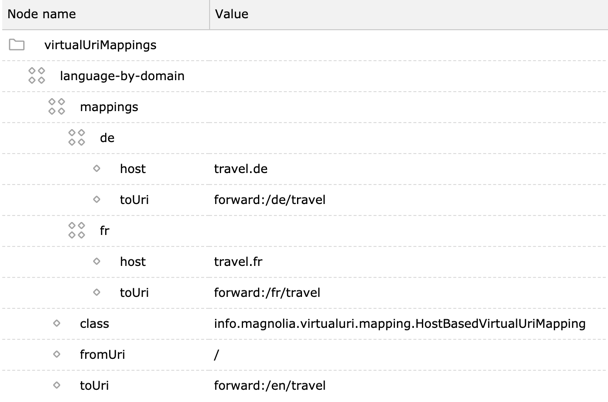 Node name Value
virtualUriMappings
language-by-domain
mappings
de
host travel.de
toUri forward:/de/travel
fr
host travel.fr
toUri forward:/fr/travel
class info.magnolia.virtualuri.mapping.HostBasedVirtualUriMapping
fromUri /
toUri forward:/en/travel